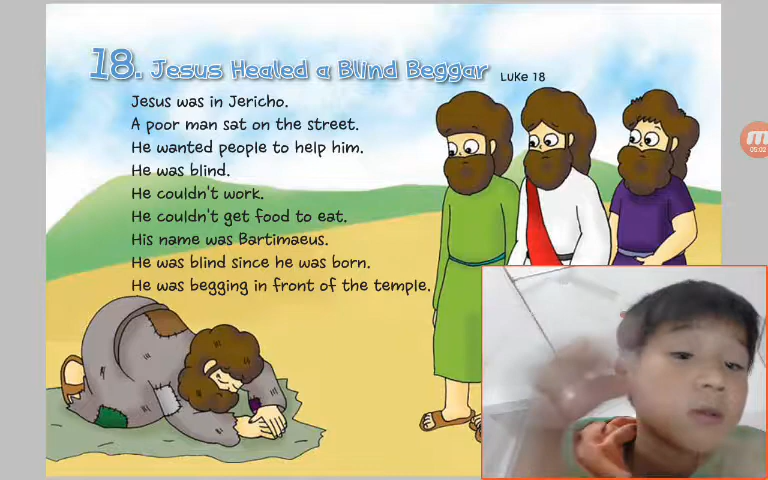 18. Jesus Healed a Blind Beggar Luke 18
Jesus was in Jericho.
A poor man sat on the street.
He wanted people to help him.
He was blind.
He couldn't work.
He couldn't get food to eat.
His name was Bartimaeus.
He was blind since he was born.
He was begging in front of the temple.
05:02